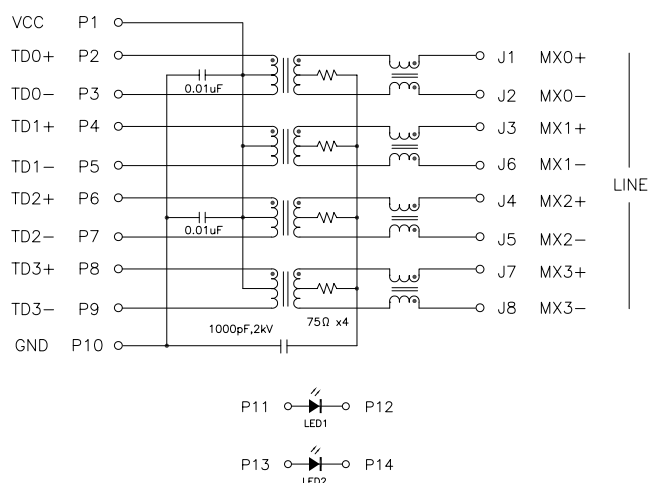 VCC P1
TD0+ P2 J1 MX0+
0.01uF
TD0- P3 J2 MX0-
TD1+ P4 J3 MX1+
TD1- P5 J6 MX1-
LINE
TD2+ P6 J4 MX2+
0.01uF
TD2- P7 J5 MX2-
TD3+ P8 J7 MX3+
TD3- P9 J8 MX3-
1000pF,2kV 75Ω x4
GND P10
P11 P12
LED1
P13 P14
LED2